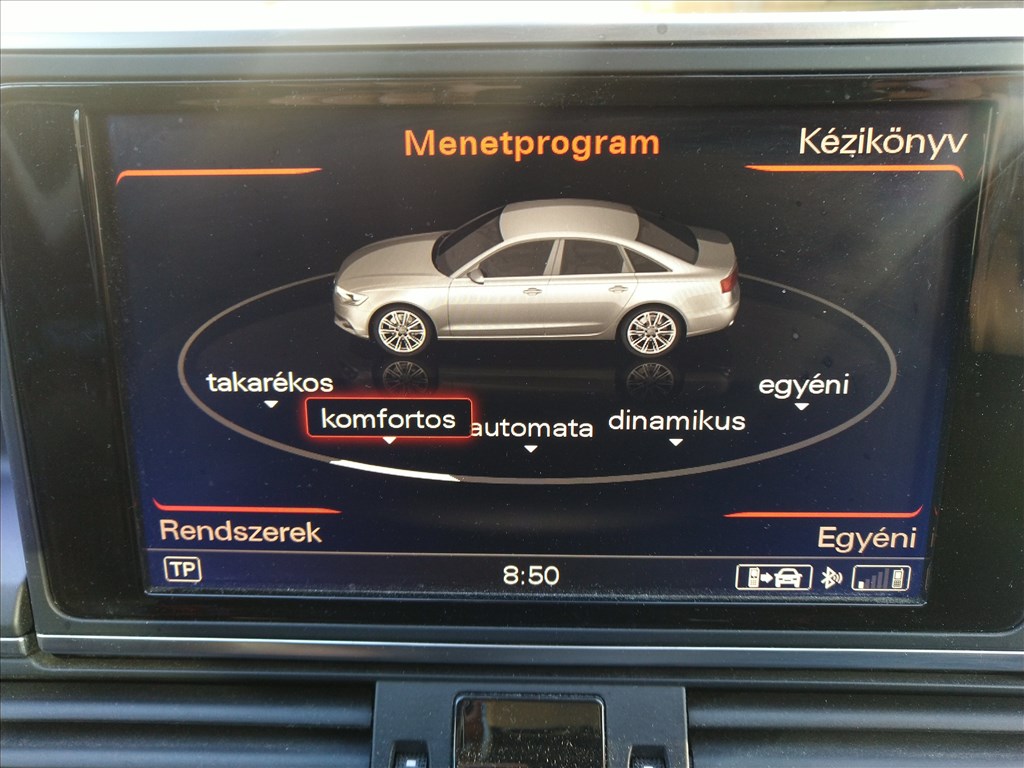 Menetprogram
Kézikönyv
takarékos
komfortos
automata
dinamikus
egyéni
Rendszerek
Egyéni
TP
8:50